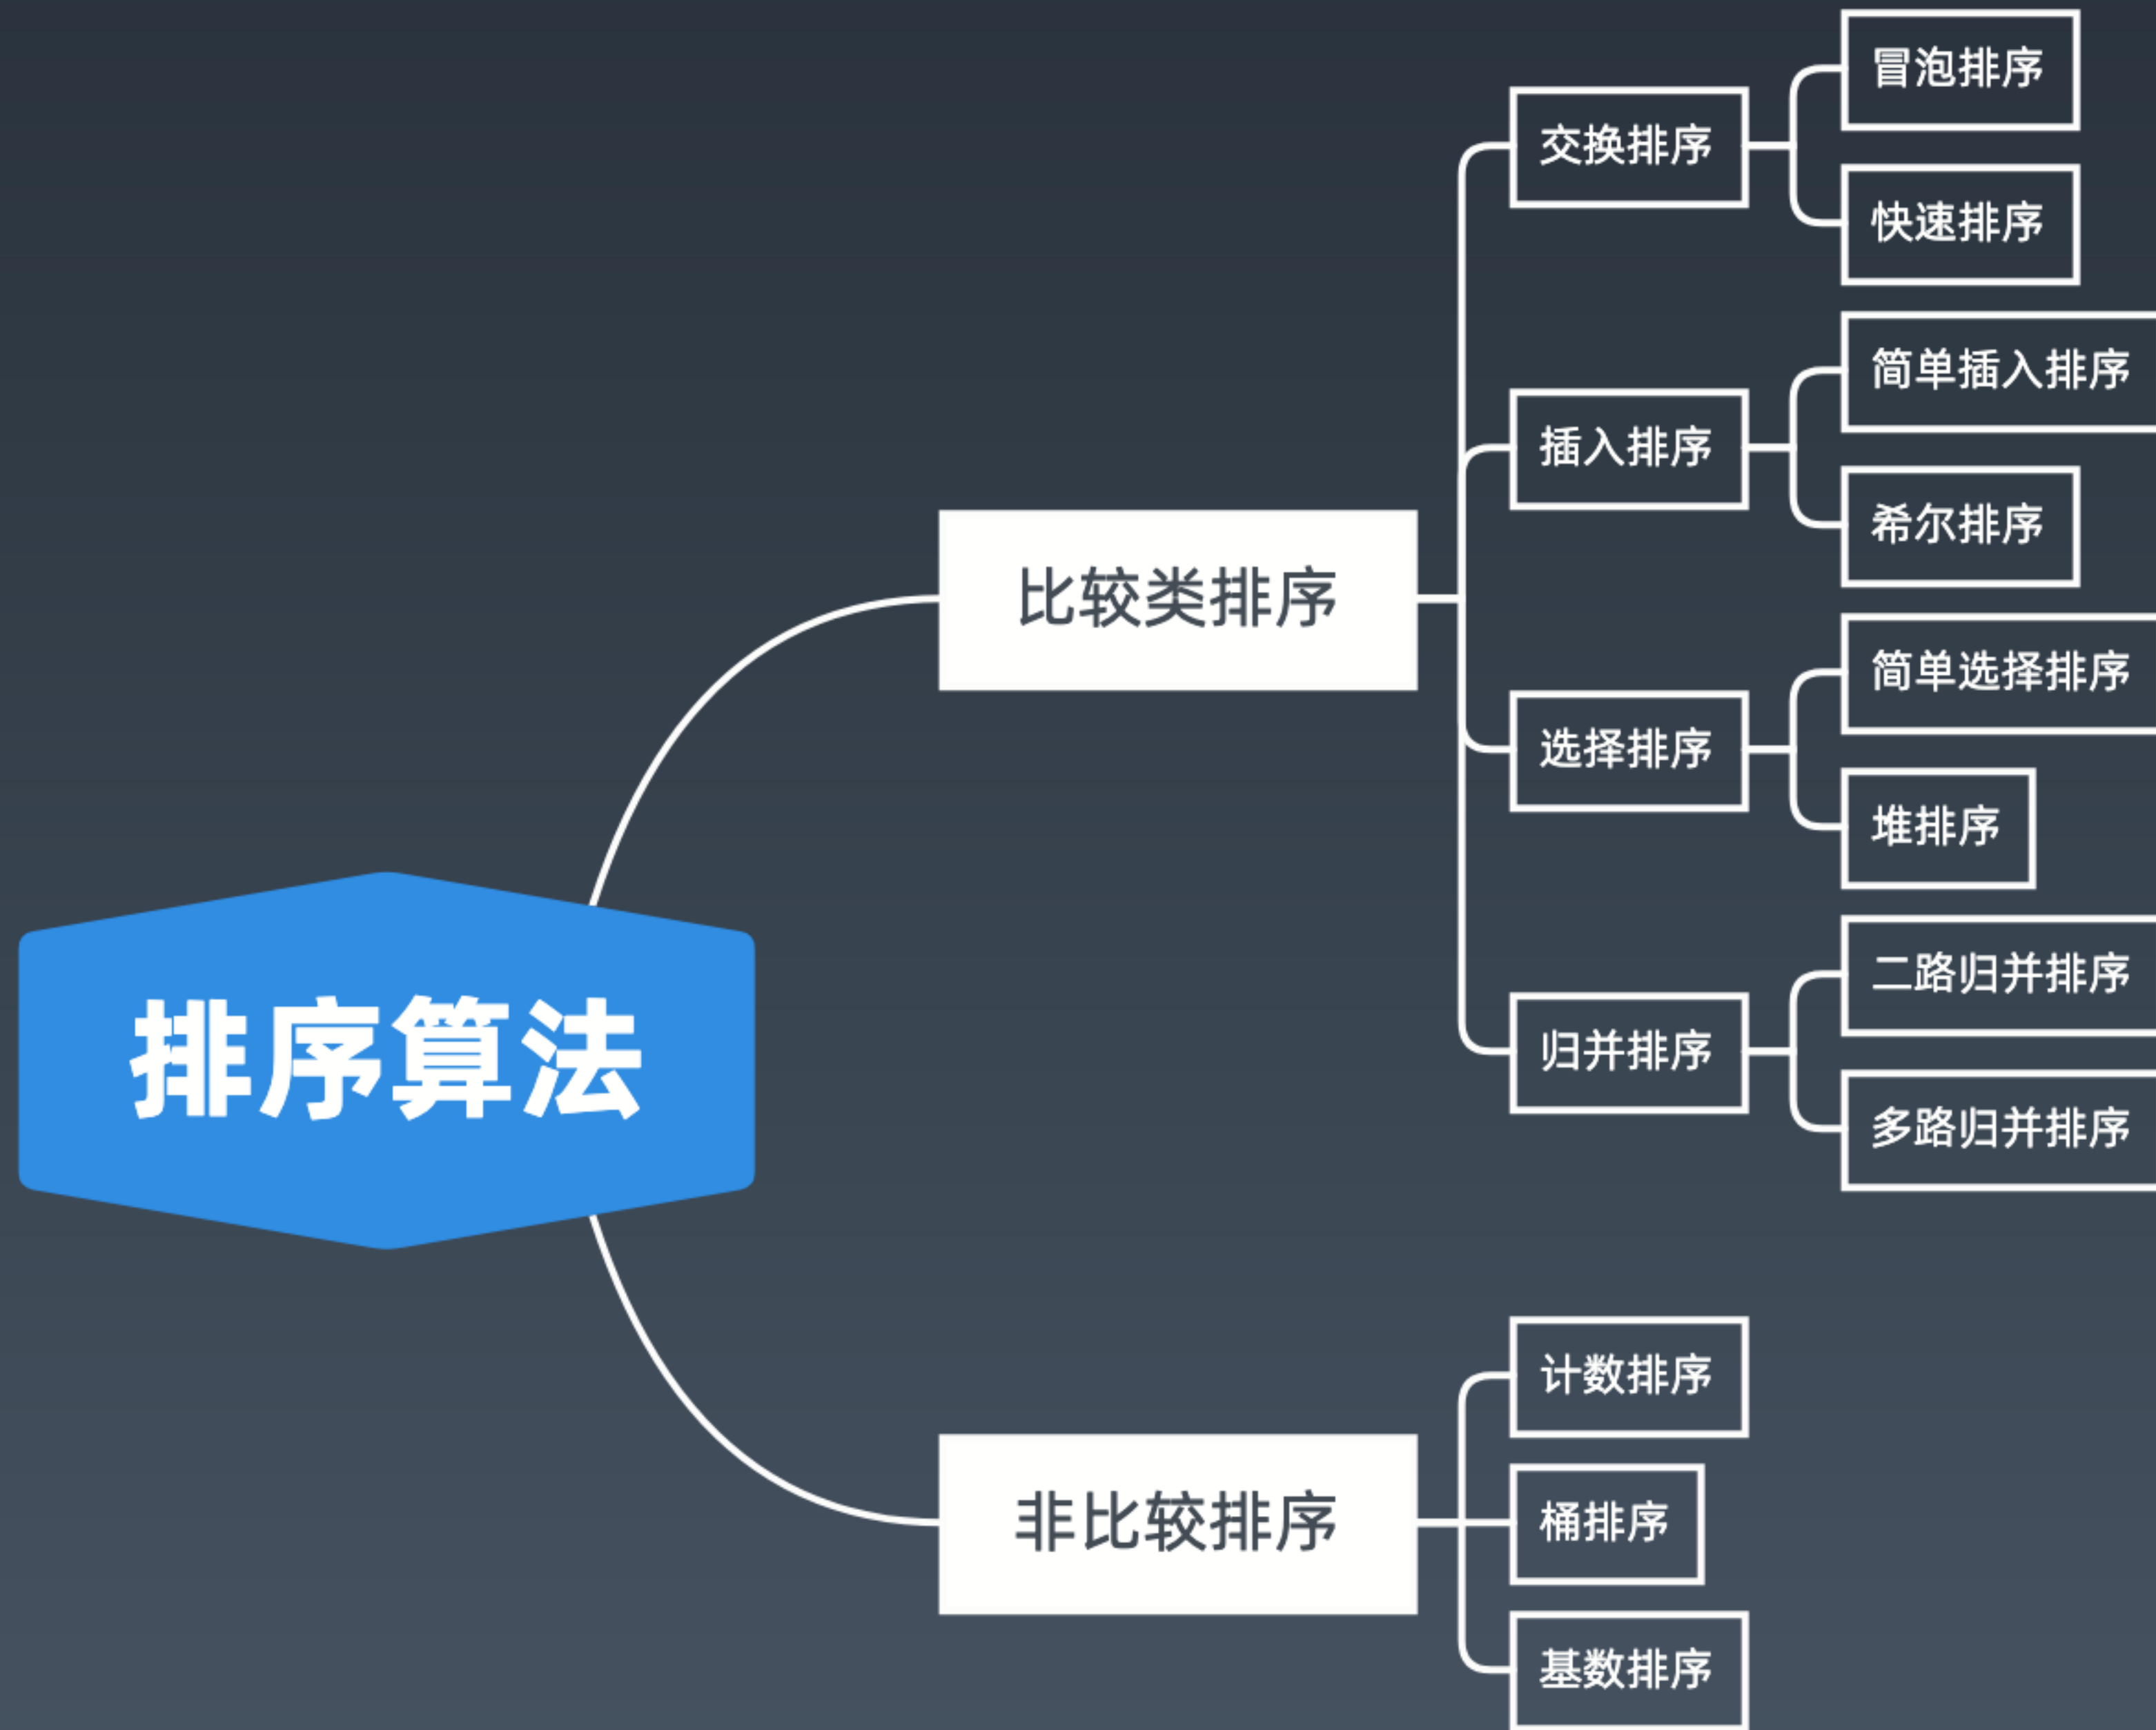 排序算法
比较类排序
交换排序
冒泡排序
快速排序
插入排序
简单插入排序
希尔排序
选择排序
简单选择排序
堆排序
归并排序
二路归并排序
多路归并排序
非比较排序
计数排序
桶排序
基数排序